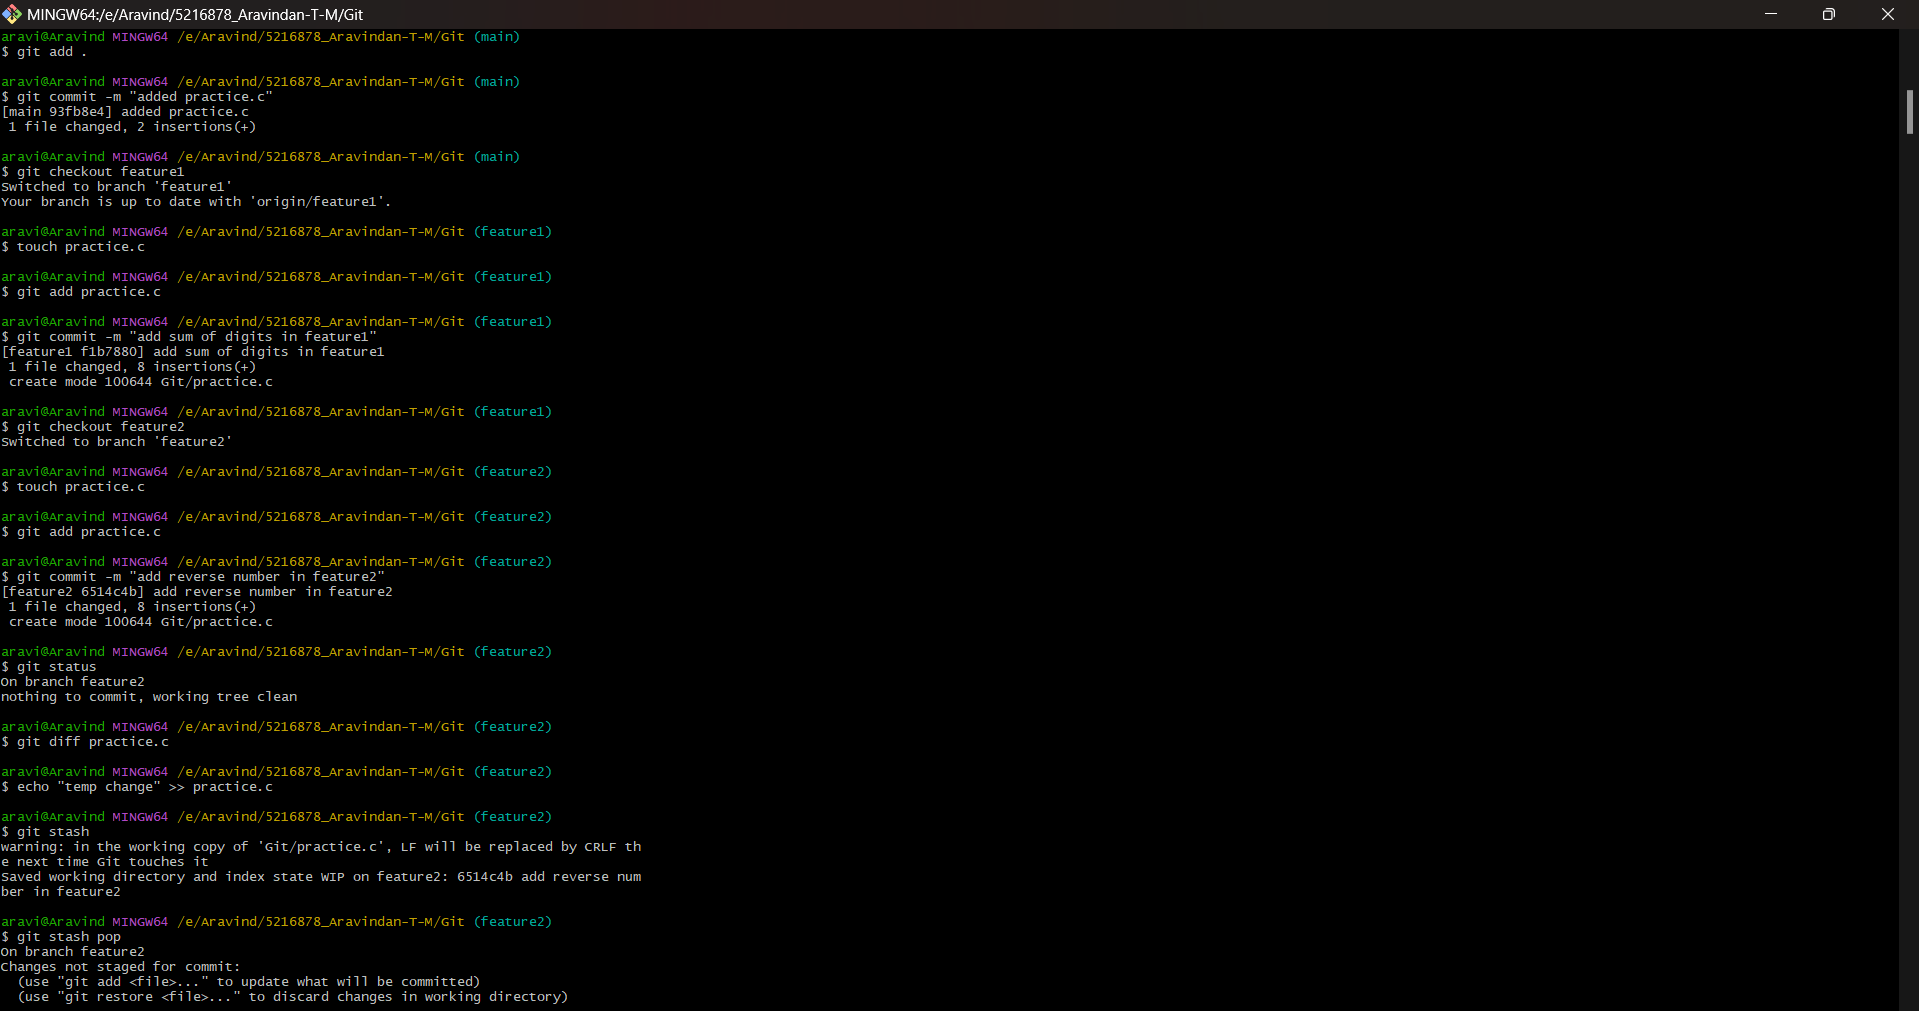 MINGW64:/e/Aravind/5216878_Aravindan-T-M/Git
aravi@Aravind MINGW64 /e/Aravind/5216878_Aravindan-T-M/Git (main)
$ git add .
aravi@Aravind MINGW64 /e/Aravind/5216878_Aravindan-T-M/Git (main)
$ git commit -m "added practice.c"
[main 93fb8e4] added practice.c
 1 file changed, 2 insertions(+)
aravi@Aravind MINGW64 /e/Aravind/5216878_Aravindan-T-M/Git (main)
$ git checkout feature1
Switched to branch 'feature1'
Your branch is up to date with 'origin/feature1'.
aravi@Aravind MINGW64 /e/Aravind/5216878_Aravindan-T-M/Git (feature1)
$ touch practice.c
aravi@Aravind MINGW64 /e/Aravind/5216878_Aravindan-T-M/Git (feature1)
$ git add practice.c
aravi@Aravind MINGW64 /e/Aravind/5216878_Aravindan-T-M/Git (feature1)
$ git commit -m "add sum of digits in feature1"
[feature1 f1b7880] add sum of digits in feature1
 1 file changed, 8 insertions(+)
 create mode 100644 Git/practice.c
aravi@Aravind MINGW64 /e/Aravind/5216878_Aravindan-T-M/Git (feature1)
$ git checkout feature2
Switched to branch 'feature2'
aravi@Aravind MINGW64 /e/Aravind/5216878_Aravindan-T-M/Git (feature2)
$ touch practice.c
aravi@Aravind MINGW64 /e/Aravind/5216878_Aravindan-T-M/Git (feature2)
$ git add practice.c
aravi@Aravind MINGW64 /e/Aravind/5216878_Aravindan-T-M/Git (feature2)
$ git commit -m "add reverse number in feature2"
[feature2 6514c4b] add reverse number in feature2
 1 file changed, 8 insertions(+)
 create mode 100644 Git/practice.c
aravi@Aravind MINGW64 /e/Aravind/5216878_Aravindan-T-M/Git (feature2)
$ git status
On branch feature2
nothing to commit, working tree clean
aravi@Aravind MINGW64 /e/Aravind/5216878_Aravindan-T-M/Git (feature2)
$ git diff practice.c
aravi@Aravind MINGW64 /e/Aravind/5216878_Aravindan-T-M/Git (feature2)
$ echo "temp change" >> practice.c
aravi@Aravind MINGW64 /e/Aravind/5216878_Aravindan-T-M/Git (feature2)
$ git stash
warning: in the working copy of 'Git/practice.c', LF will be replaced by CRLF th
e next time Git touches it
Saved working directory and index state WIP on feature2: 6514c4b add reverse num
ber in feature2
aravi@Aravind MINGW64 /e/Aravind/5216878_Aravindan-T-M/Git (feature2)
$ git stash pop
On branch feature2
Changes not staged for commit:
  (use "git add <file>..." to update what will be committed)
  (use "git restore <file>..." to discard changes in working directory)